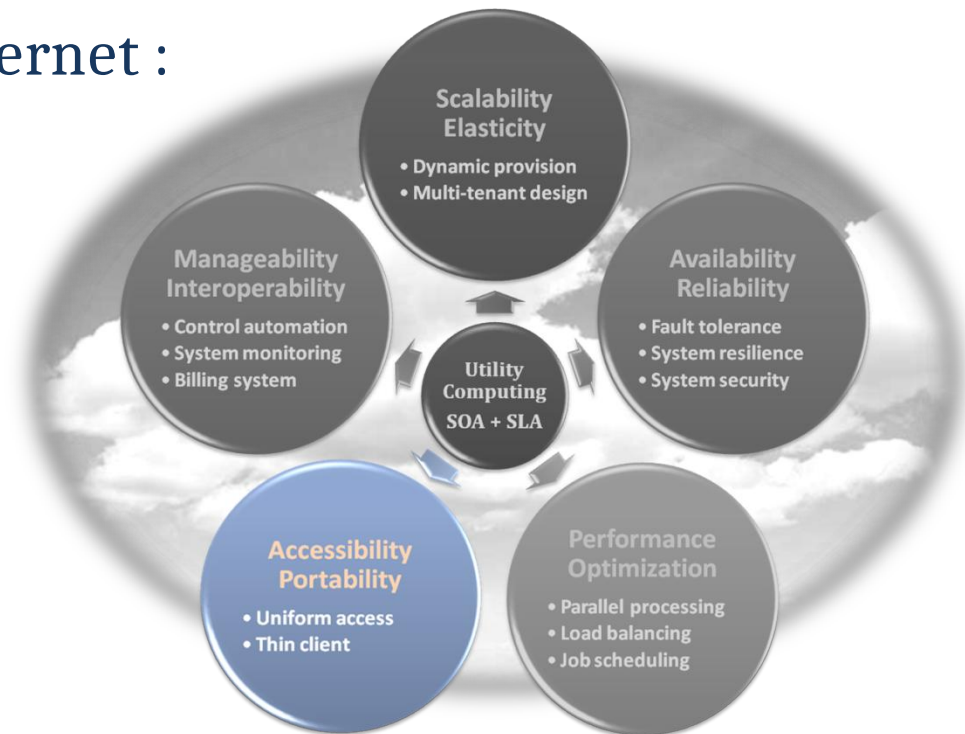 ernet :
Scalability
Elasticity
• Dynamic provision
• Multi-tenant design
Manageability
Interoperability
• Control automation
• System monitoring
• Billing system
Availability
Reliability
• Fault tolerance
• System resilience
• System security
Utility
Computing
SOA + SLA
Accessibility
Portability
• Uniform access
• Thin client
Performance
Optimization
• Parallel processing
• Load balancing
• Job scheduling